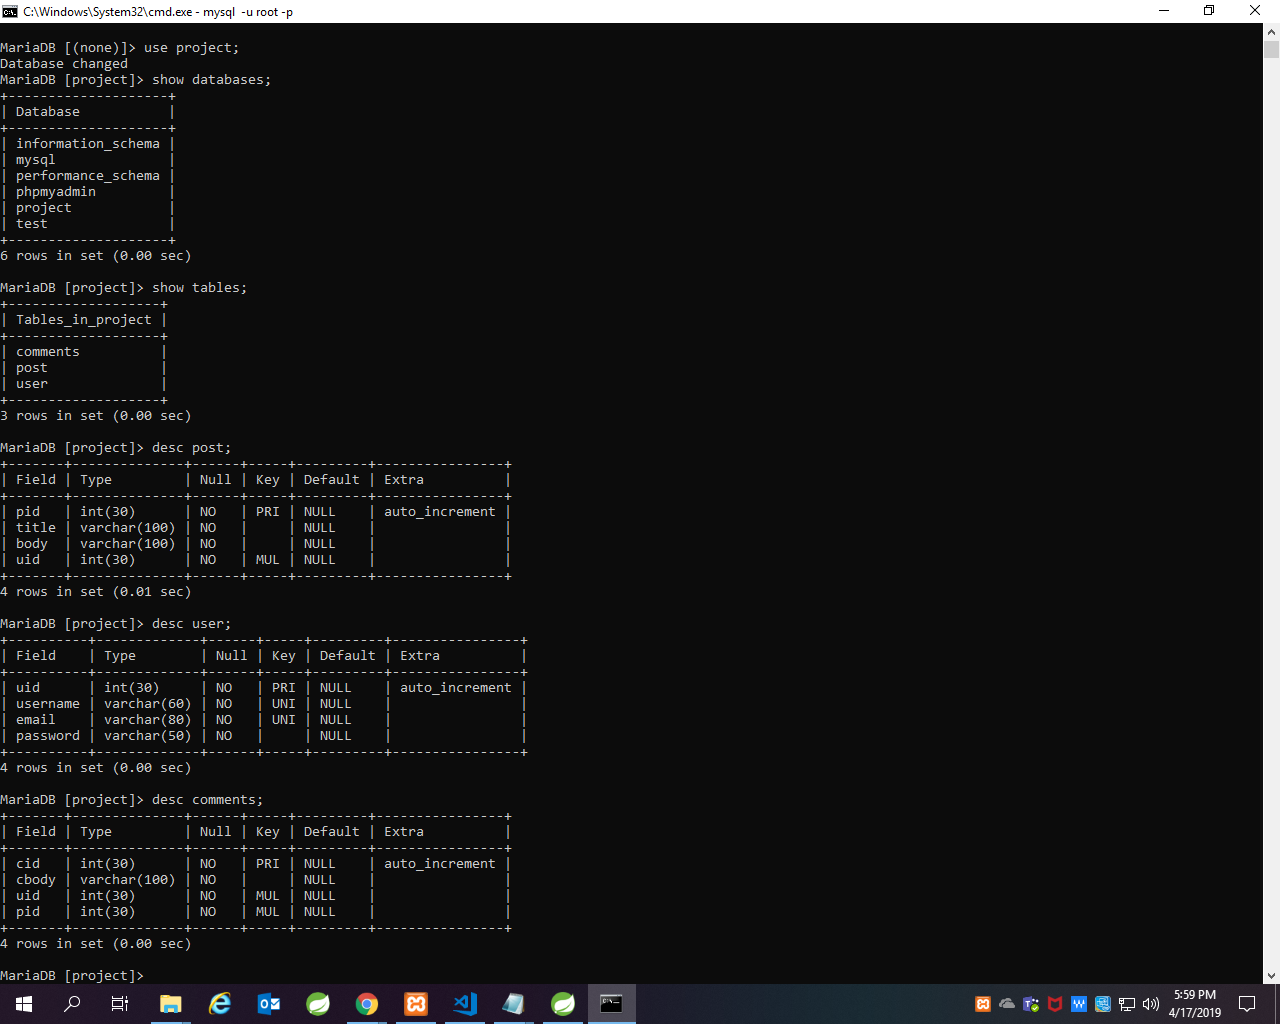 C:\Windows\System32\cmd.exe - mysql  -u root -p
MariaDB [(none)]> use project;
Database changed
MariaDB [project]> show databases;
+--------------------+
| Database           |
+--------------------+
| information_schema |
| mysql              |
| performance_schema |
| phpmyadmin         |
| project            |
| test               |
+--------------------+
6 rows in set (0.00 sec)
MariaDB [project]> show tables;
+-------------------+
| Tables_in_project |
+-------------------+
| comments          |
| post              |
| user              |
+-------------------+
3 rows in set (0.00 sec)
MariaDB [project]> desc post;
+-------+--------------+------+-----+---------+----------------+
| Field | Type         | Null | Key | Default | Extra          |
+-------+--------------+------+-----+---------+----------------+
| pid   | int(30)      | NO   | PRI | NULL    | auto_increment |
| title | varchar(100) | NO   |     | NULL    |                |
| body  | varchar(100) | NO   |     | NULL    |                |
| uid   | int(30)      | NO   | MUL | NULL    |                |
+-------+--------------+------+-----+---------+----------------+
4 rows in set (0.01 sec)
MariaDB [project]> desc user;
+----------+-------------+------+-----+---------+----------------+
| Field    | Type        | Null | Key | Default | Extra          |
+----------+-------------+------+-----+---------+----------------+
| uid      | int(30)     | NO   | PRI | NULL    | auto_increment |
| username | varchar(60) | NO   | UNI | NULL    |                |
| email    | varchar(80) | NO   | UNI | NULL    |                |
| password | varchar(50) | NO   |     | NULL    |                |
+----------+-------------+------+-----+---------+----------------+
4 rows in set (0.00 sec)
MariaDB [project]> desc comments;
+-------+--------------+------+-----+---------+----------------+
| Field | Type         | Null | Key | Default | Extra          |
+-------+--------------+------+-----+---------+----------------+
| cid   | int(30)      | NO   | PRI | NULL    | auto_increment |
| cbody | varchar(100) | NO   |     | NULL    |                |
| uid   | int(30)      | NO   | MUL | NULL    |                |
| pid   | int(30)      | NO   | MUL | NULL    |                |
+-------+--------------+------+-----+---------+----------------+
4 rows in set (0.00 sec)
MariaDB [project]>
5:59 PM
4/17/2019